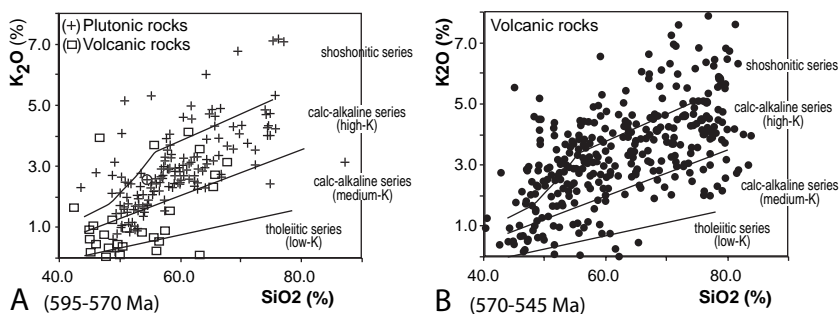 (+) Plutonic rocks
(□) Volcanic rocks
K2O (%)
7.0
5.0
3.0
1.0
shoshonitic series
calc-alkaline series
(high-K)
calc-alkaline series
(medium-K)
tholeiitic series
(low-K)
40.0 60.0 80.0
SiO2 (%)
A (595-570 Ma)
Volcanic rocks
K2O (%)
7.0
5.0
3.0
1.0
shoshonitic series
calc-alkaline series
(high-K)
calc-alkaline series
(medium-K)
tholeiitic series
(low-K)
40.0 60.0 80.0
SiO2 (%)
B (570-545 Ma)